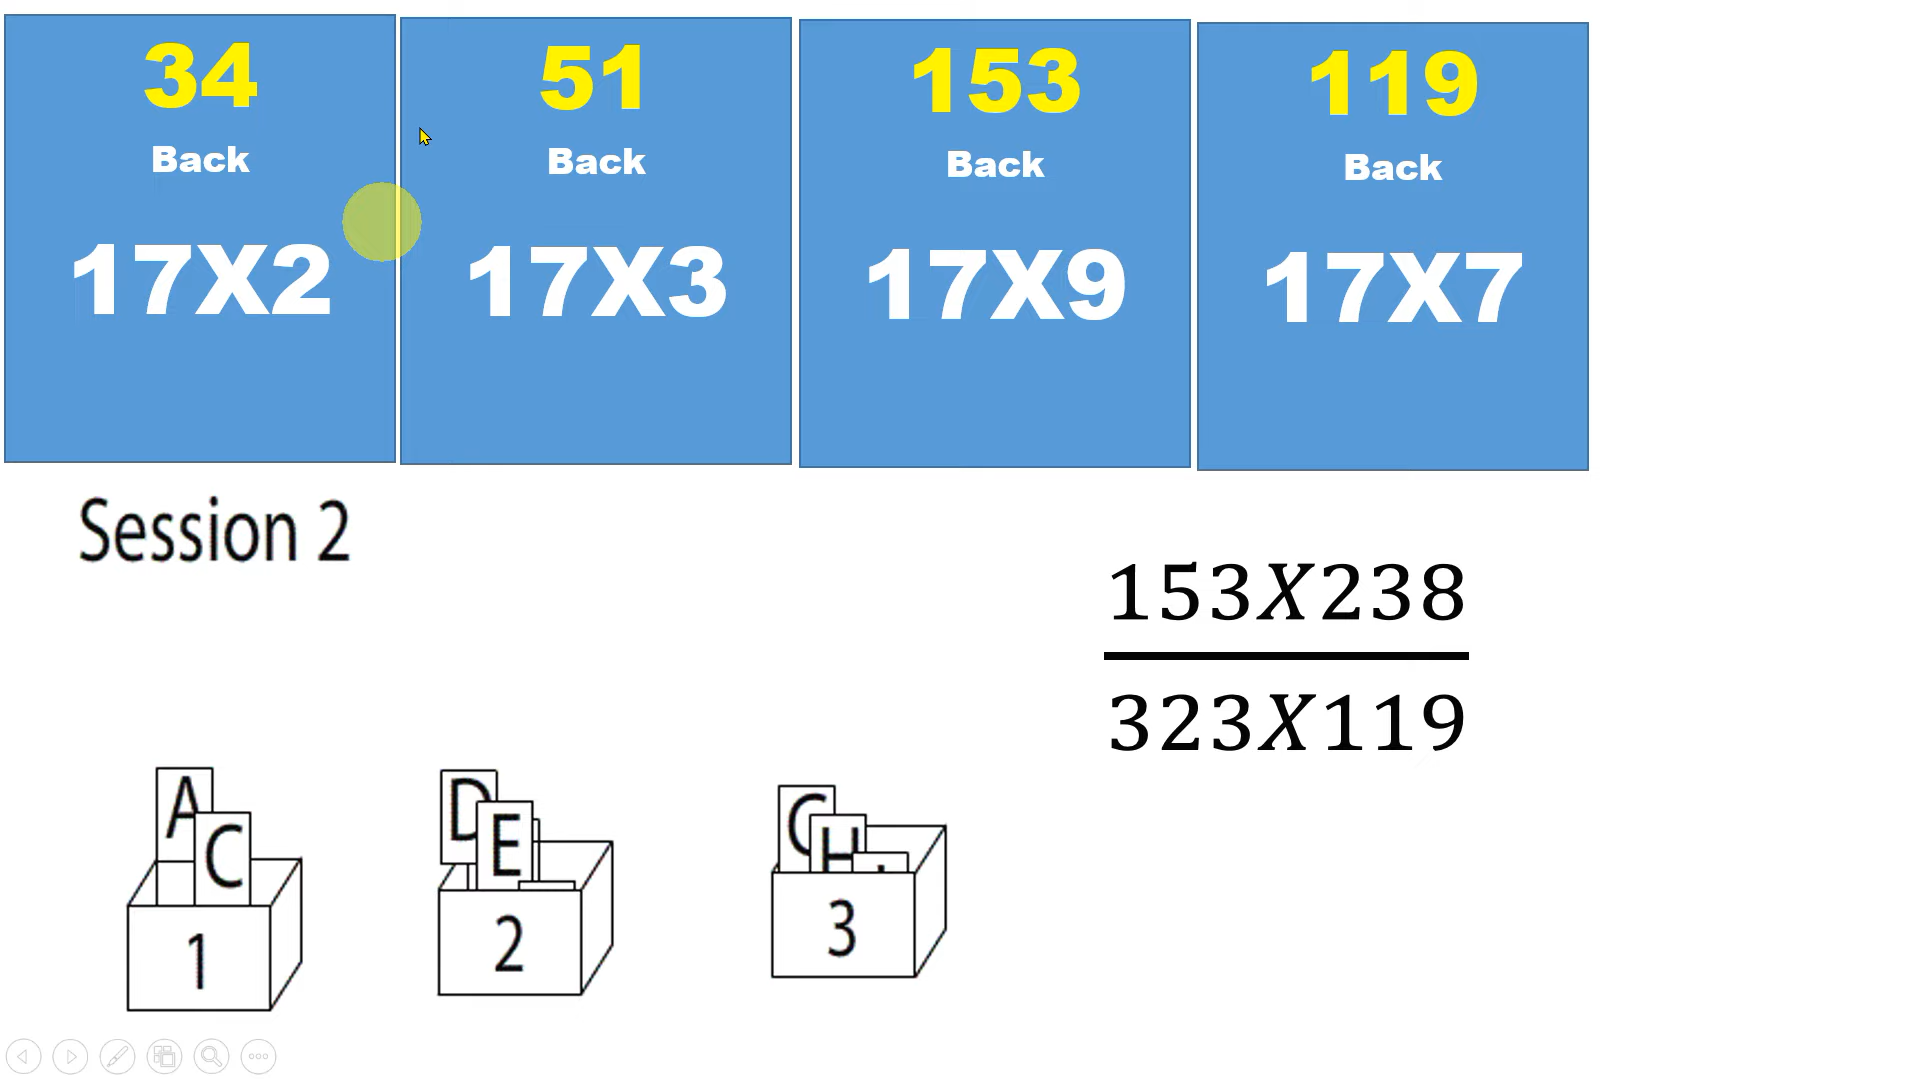 34
Back
17X2
51
Back
17X3
153
Back
17X9
119
Back
17X7
Session 2
153X238
323X119
A
C
1
D
E
2
H
3